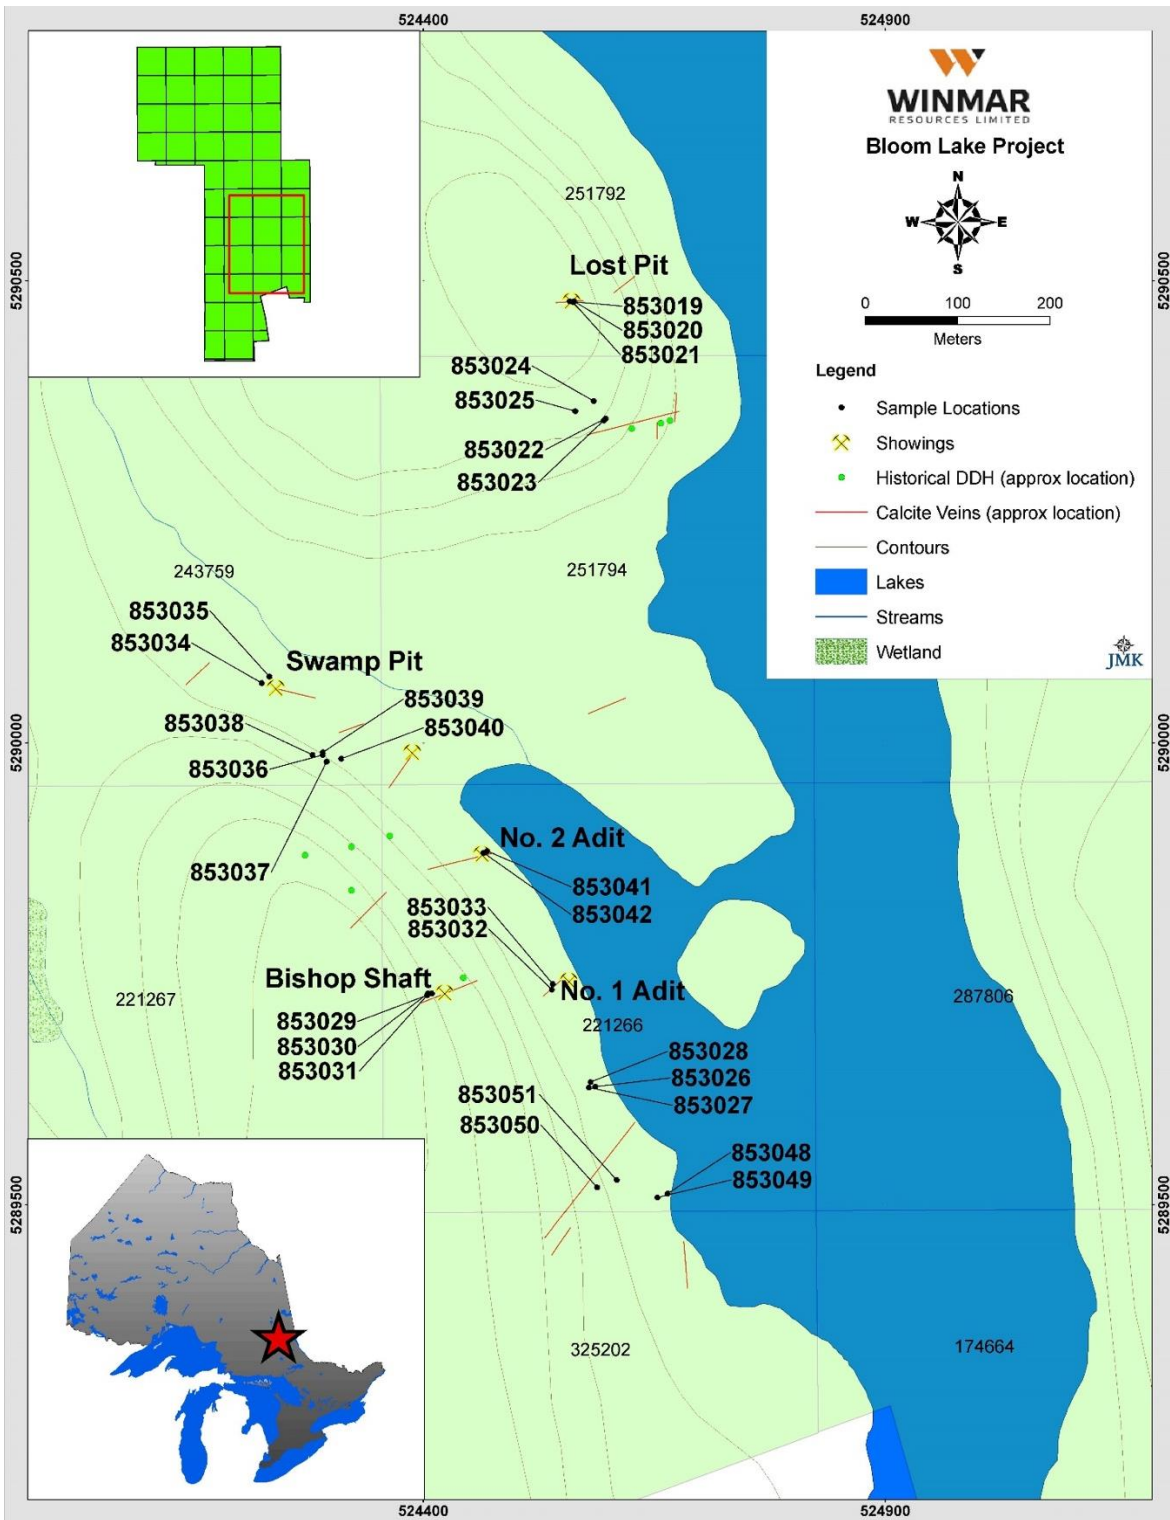 524400
524900
WINMAR
RESOURCES LIMITED
Bloom Lake Project
N
W
E
S
0
100
200
Meters
Legend
Sample Locations
Showings
Historical DDH (approx location)
Calcite Veins (approx location)
Contours
Lakes
Streams
Wetland
JMK
5290500
5290500
251792
Lost Pit
853019
853020
853021
853024
853025
853022
853023
243759
251794
853035
853034
Swamp Pit
853039
853038
853040
853036
853037
5290000
5290000
No. 2 Adit
853041
853042
853033
853032
Bishop Shaft
No. 1 Adit
221267
287806
221266
853029
853030
853031
853028
853026
853027
853051
853050
853048
853049
5289500
5289500
325202
174664
524400
524900